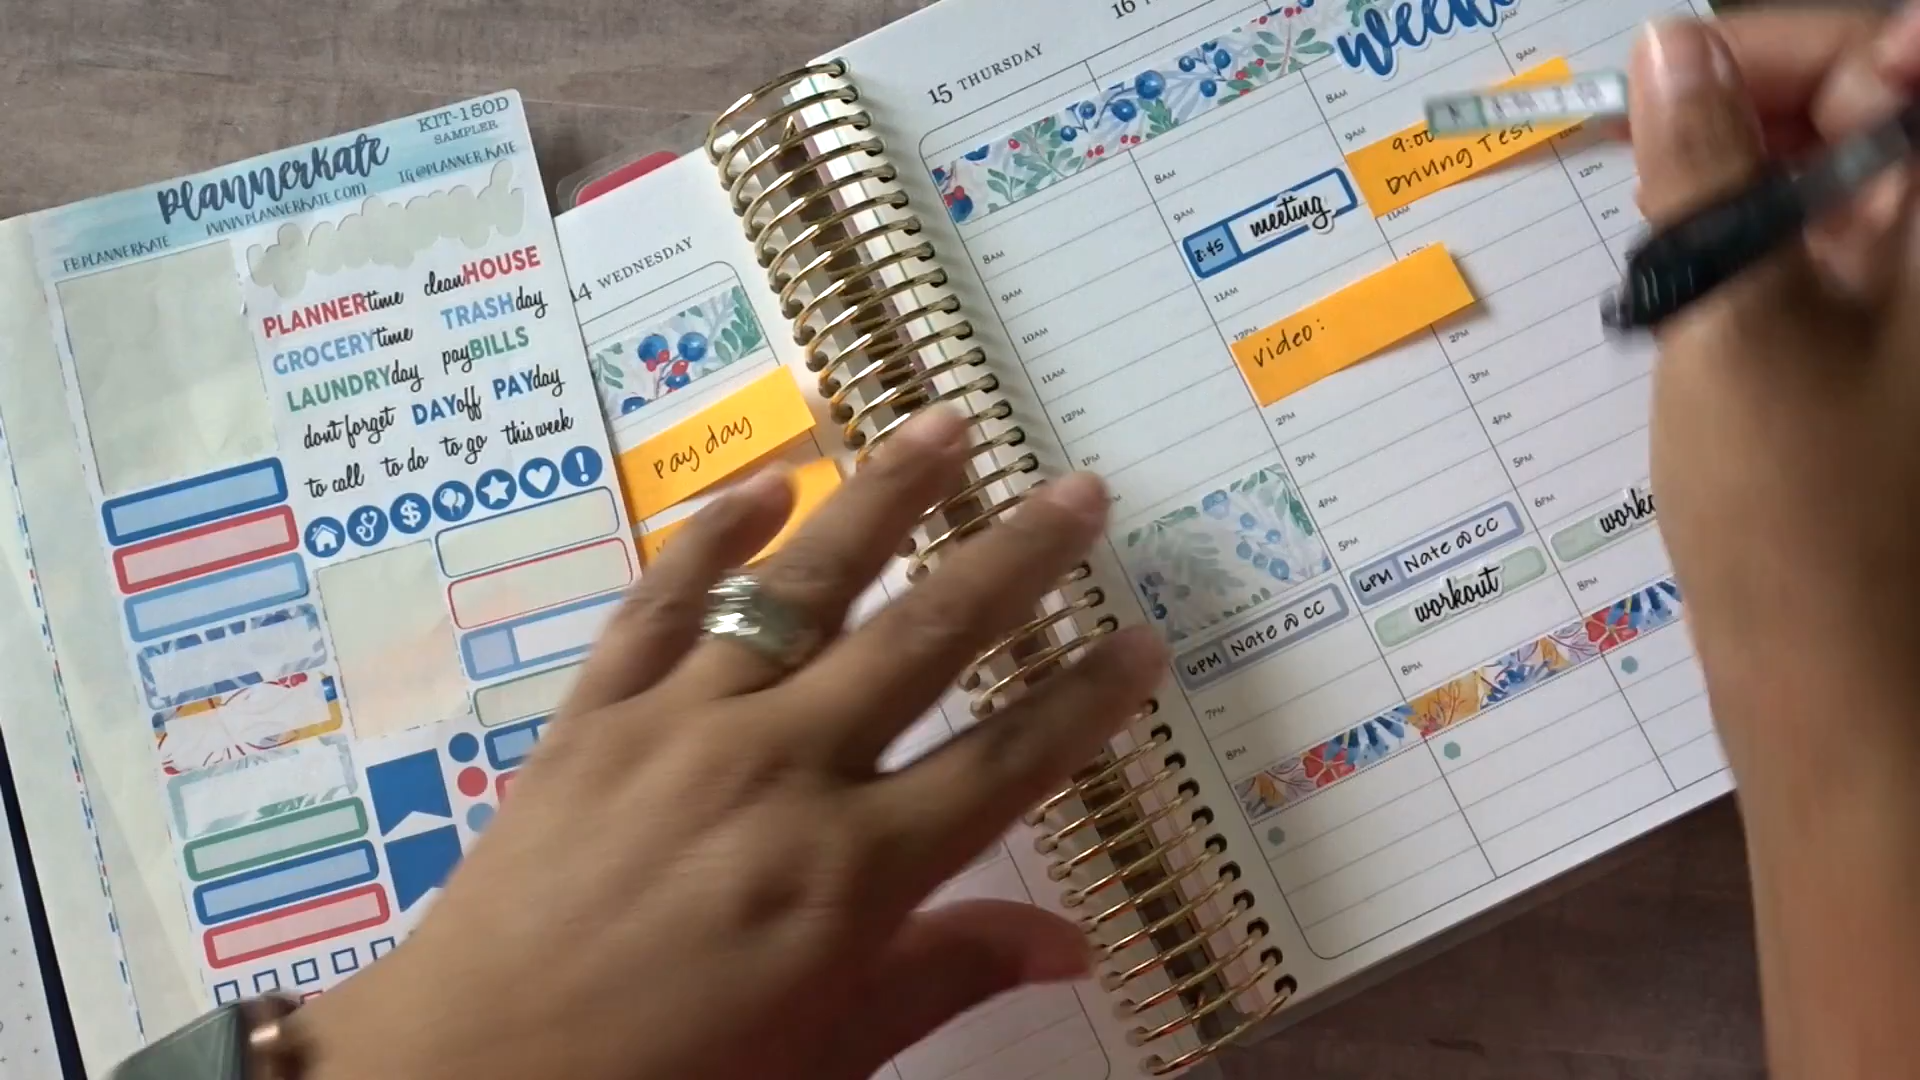 KIT-150D
SAMPLER
plannerkate
IG@PLANNER.KATE
WWW.PLANNERKATE.COM
FB:PLANNERKATE
PLANNERtime cleanHOUSE
GROCERYtime TRASHday
LAUNDRYday payBILLS
dont forget DAYoff PAYday
to call to do to go this week
14 WEDNESDAY
pay day
15 THURSDAY
16
8AM
9AM
10AM
11AM
12PM
1PM
7PM
8PM
6PM Nate @ CC
8AM
9AM
8:45 meeting
11AM
12PM
video:
2PM
3PM
4PM
5PM
6PM Nate @ CC
workout
8PM
8AM
9AM
9:00
Driving Test
11AM
2PM
3PM
4PM
5PM
6PM
8PM
9AM
12PM
1PM